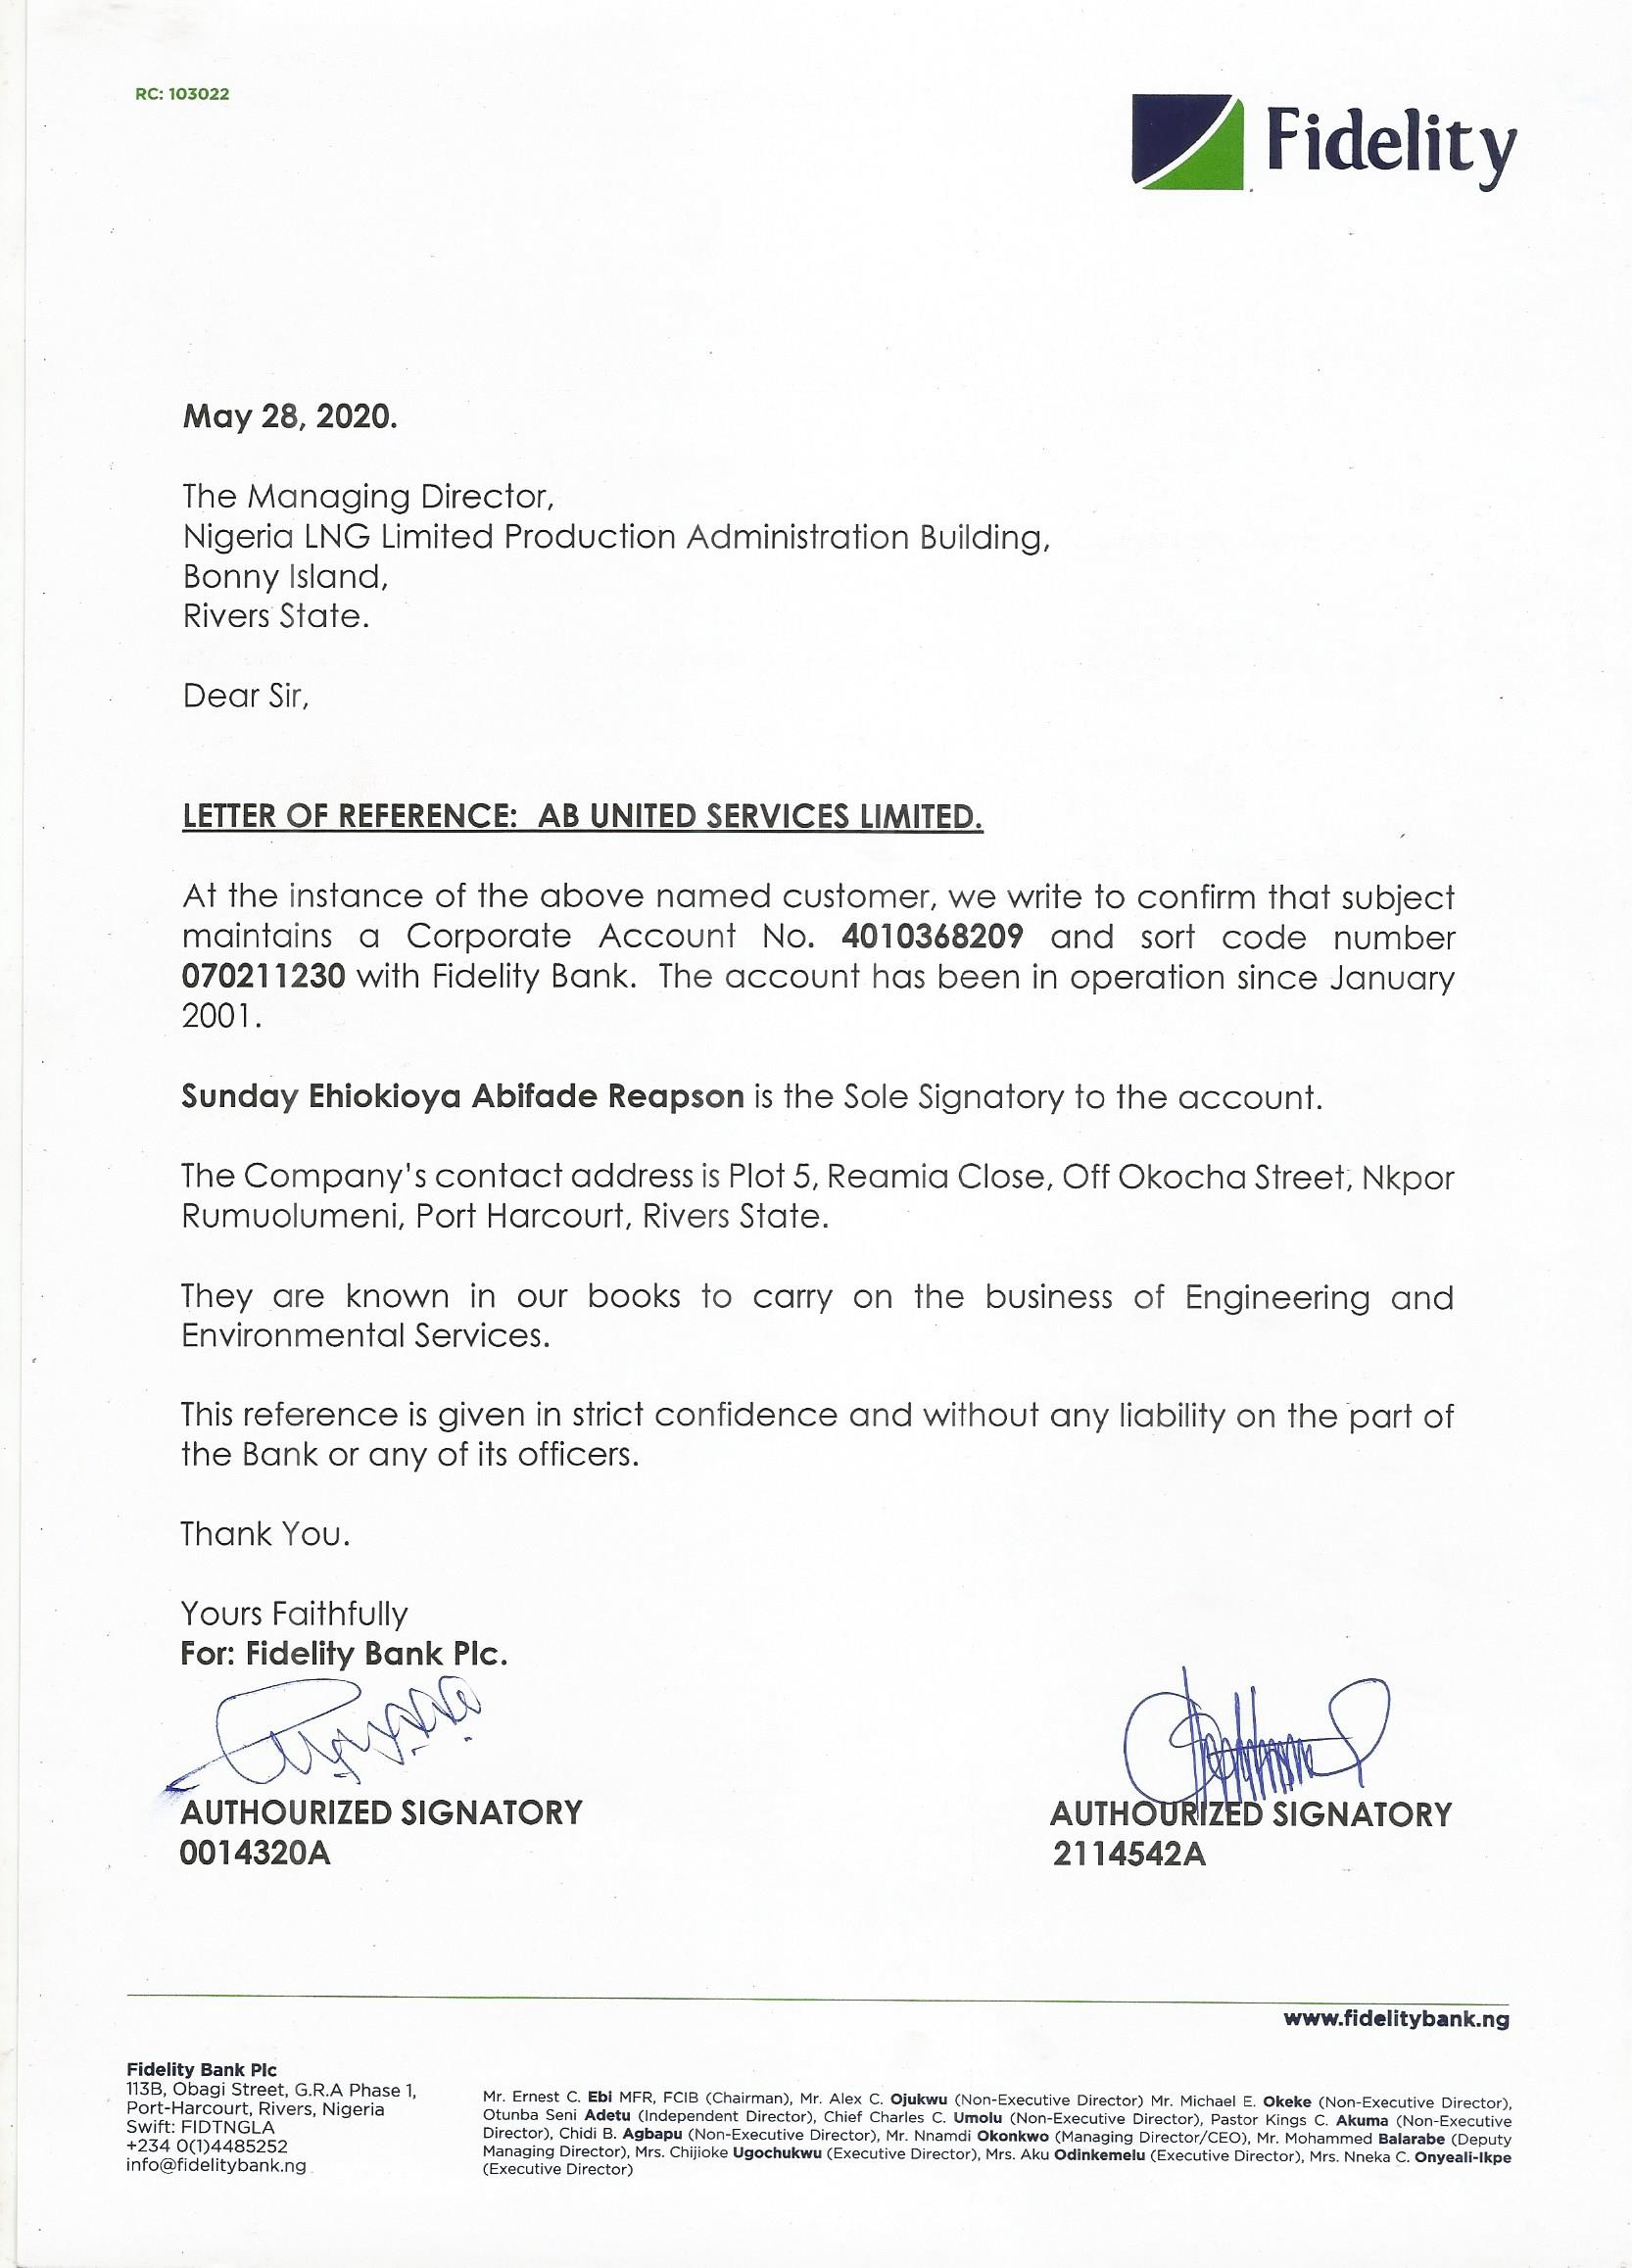 RC: 103022
Fidelity
May 28, 2020.
The Managing Director,
Nigeria LNG Limited Production Administration Building,
Bonny Island,
Rivers State.
Dear Sir,
LETTER OF REFERENCE: AB UNITED SERVICES LIMITED.
At the instance of the above named customer, we write to confirm that subject
maintains a Corporate Account No. 4010368209 and sort code number
070211230 with Fidelity Bank. The account has been in operation since January
2001.
Sunday Ehiokioya Abifade Reapson is the Sole Signatory to the account.
The Company's contact address is Plot 5, Reamia Close, Off Okocha Street, Nkpor
Rumuolumeni, Port Harcourt, Rivers State.
They are known in our books to carry on the business of Engineering and
Environmental Services.
This reference is given in strict confidence and without any liability on the part of
the Bank or any of its officers.
Thank You.
Yours Faithfully
For: Fidelity Bank Plc.
AUTHOURIZED SIGNATORY
0014320A
AUTHOURIZED SIGNATORY
2114542A
www.fidelitybank.ng
Fidelity Bank Plc
113B, Obagi Street, G.R.A Phase 1,
Port-Harcourt, Rivers, Nigeria
Swift: FIDTNGLA
+234 0(1)4485252
info@fidelitybank.ng
Mr. Ernest C. Ebi MFR, FCIB (Chairman), Mr. Alex C. Ojukwu (Non-Executive Director) Mr. Michael E. Okeke (Non-Executive Director),
Otunba Seni Adetu (Independent Director), Chief Charles C. Umolu (Non-Executive Director), Pastor Kings C. Akuma (Non-Executive
Director), Chidi B. Agbapu (Non-Executive Director), Mr. Nnamdi Okonkwo (Managing Director/CEO), Mr. Mohammed Balarabe (Deputy
Managing Director), Mrs. Chijioke Ugochukwu (Executive Director), Mrs. Aku Odinkemelu (Executive Director), Mrs. Nneka C. Onyeali-Ikpe
(Executive Director)